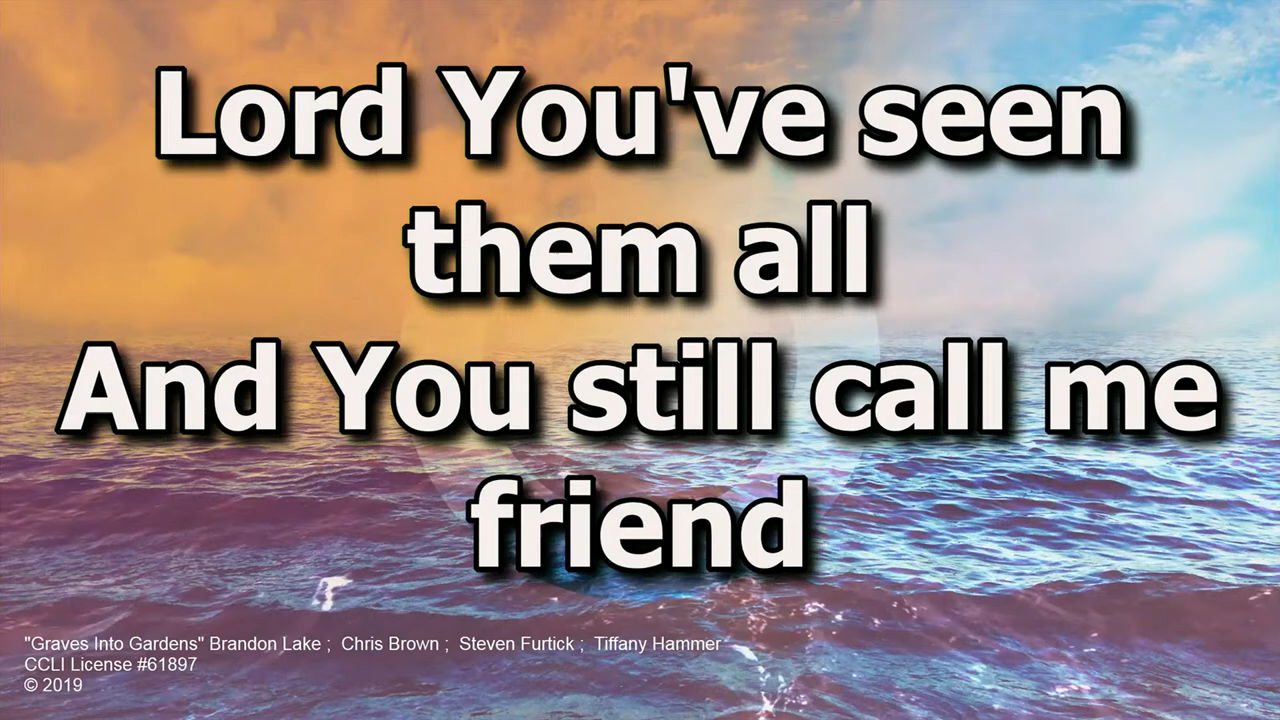 Lord You've seen
them all
And You still call me
friend
"Graves Into Gardens" Brandon Lake ;  Chris Brown ;  Steven Furtick ;  Tiffany Hammer
CCLI License #61897
© 2019